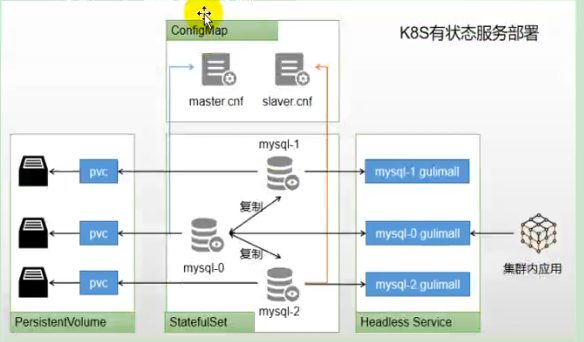 K8S有状态服务部署
ConfigMap
master.cnf
slaver.cnf
mysql-1
pvc
mysql-1.gulimall
复制
pvc
mysql-0.gulimall
mysql-0
复制
集群内应用
pvc
mysql-2.gulimall
mysql-2
PersistentVolume
StatefulSet
Headless Service